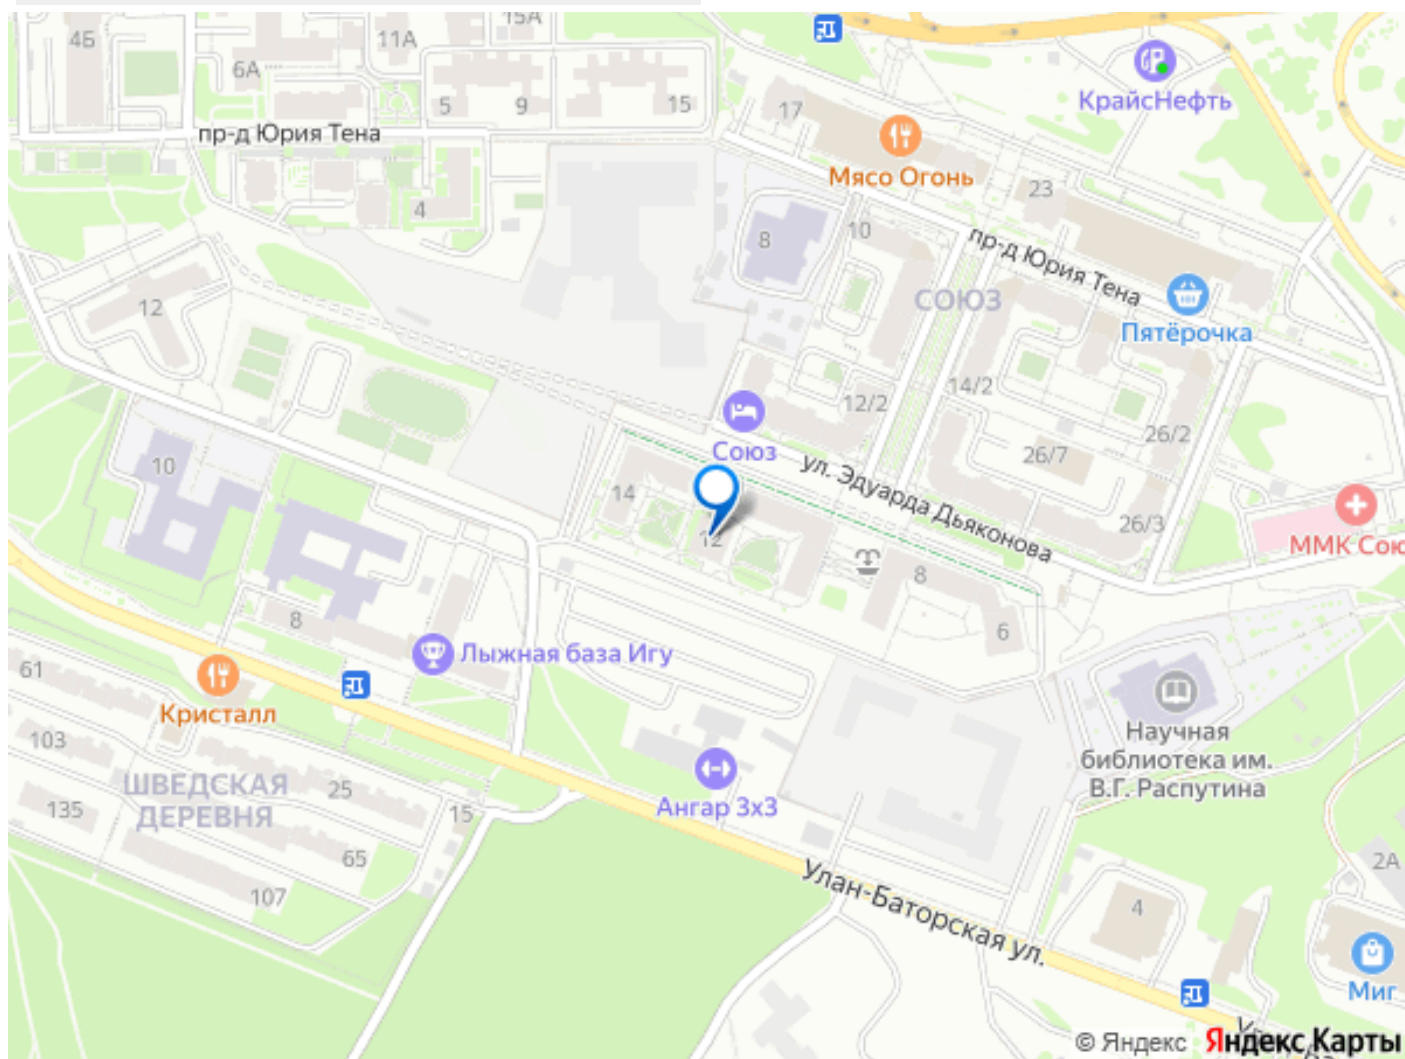 15А
4Б
11А
6А
5
9
15
17
КрайсНефть
пр-д Юрия Тена
Мясо Огонь
23
4
8
10
пр-д Юрия Тена
СОЮЗ
12
Пятёрочка
14/2
12/2
26/2
Союз
26/7
10
ул. Эдуарда Дьяконова
14
26/3
12
ММК Сою
8
8
6
Лыжная база Игу
61
Кристалл
Научная
библиотека им.
В.Г. Распутина
103
ШВЕДСКАЯ
ДЕРЕВНЯ
25
135
15
Ангар 3х3
65
2А
107
Улан-Баторская ул.
4
Миг
© Яндекс
Яндекс Карты